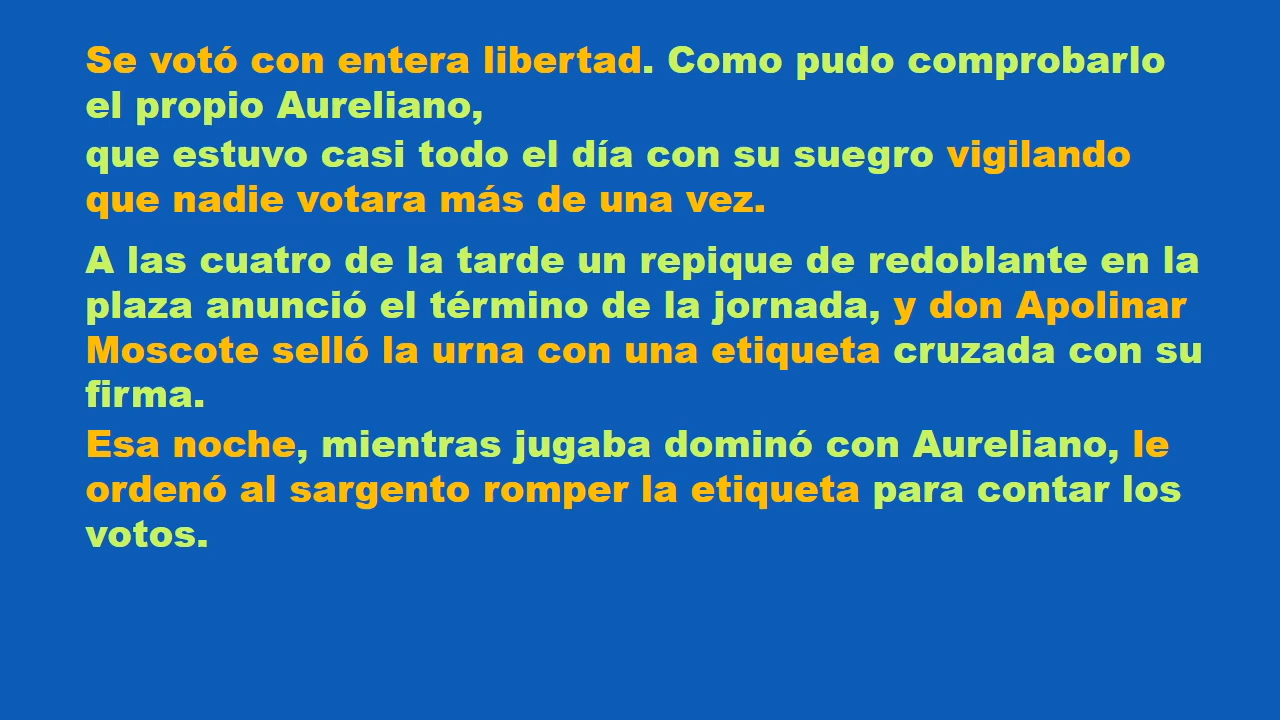 Se votó con entera libertad. Como pudo comprobarlo
el propio Aureliano,
que estuvo casi todo el día con su suegro vigilando
que nadie votara más de una vez.
A las cuatro de la tarde un repique de redoblante en la
plaza anunció el término de la jornada, y don Apolinar
Moscote selló la urna con una etiqueta cruzada con su
firma.
Esa noche, mientras jugaba dominó con Aureliano, le
ordenó al sargento romper la etiqueta para contar los
votos.